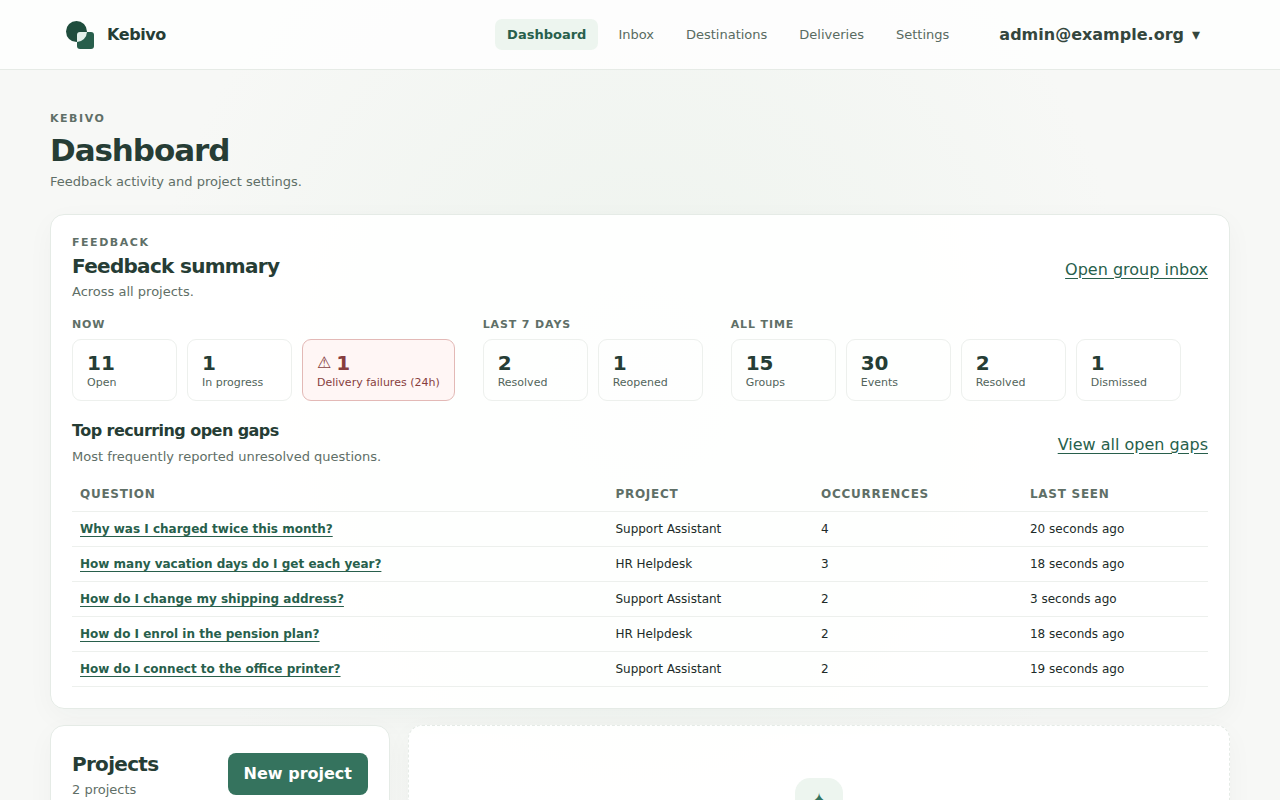 Kebivo
Dashboard
Inbox
Destinations
Deliveries
Settings
admin@example.org ▾
KEBIVO
Dashboard
Feedback activity and project settings.
FEEDBACK
Feedback summary
Across all projects.
Open group inbox
NOW
11
Open
1
In progress
⚠ 1
Delivery failures (24h)
LAST 7 DAYS
2
Resolved
1
Reopened
ALL TIME
15
Groups
30
Events
2
Resolved
1
Dismissed
Top recurring open gaps
Most frequently reported unresolved questions.
View all open gaps
QUESTION PROJECT OCCURRENCES LAST SEEN
Why was I charged twice this month? Support Assistant 4 20 seconds ago
How many vacation days do I get each year? HR Helpdesk 3 18 seconds ago
How do I change my shipping address? Support Assistant 2 3 seconds ago
How do I enrol in the pension plan? HR Helpdesk 2 18 seconds ago
How do I connect to the office printer? Support Assistant 2 19 seconds ago
Projects
2 projects
New project